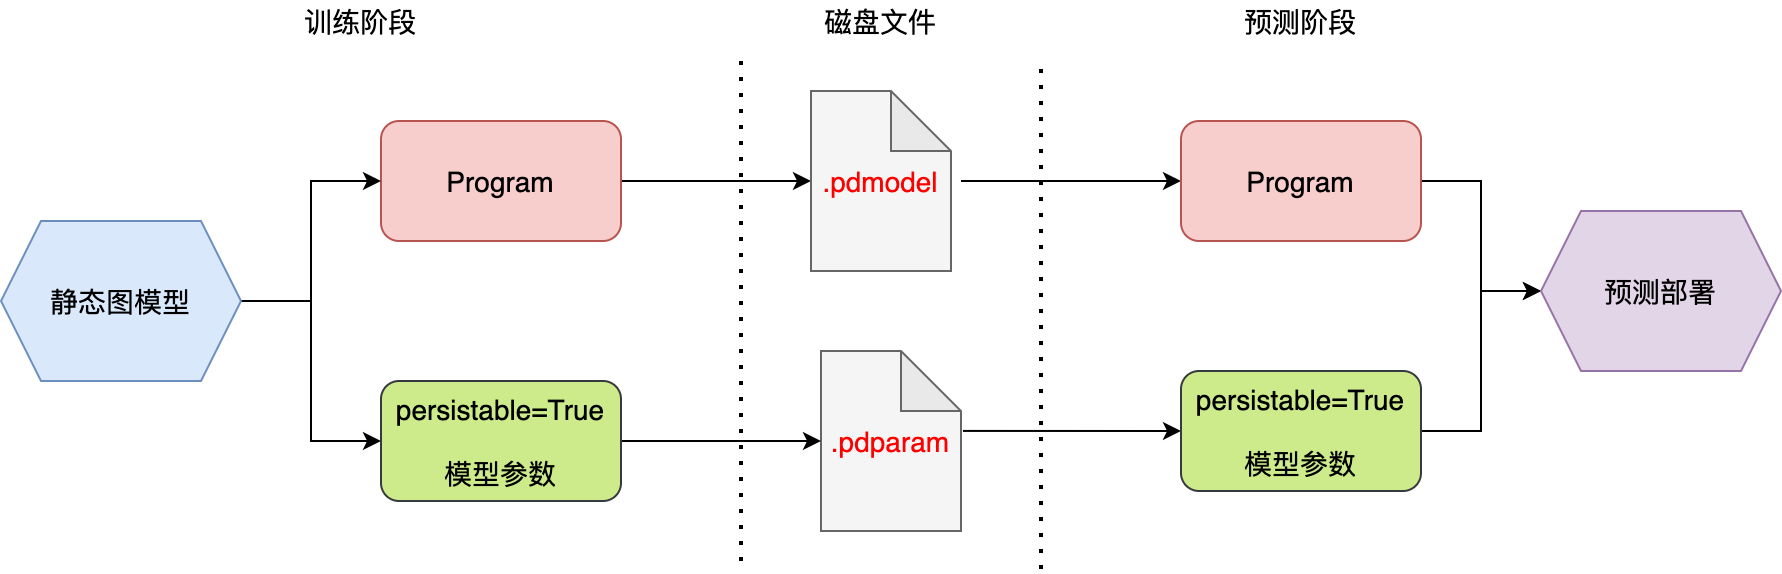 训练阶段
磁盘文件
预测阶段
Program
.pdmodel
Program
静态图模型
预测部署
persistable=True
模型参数
.pdparam
persistable=True
模型参数